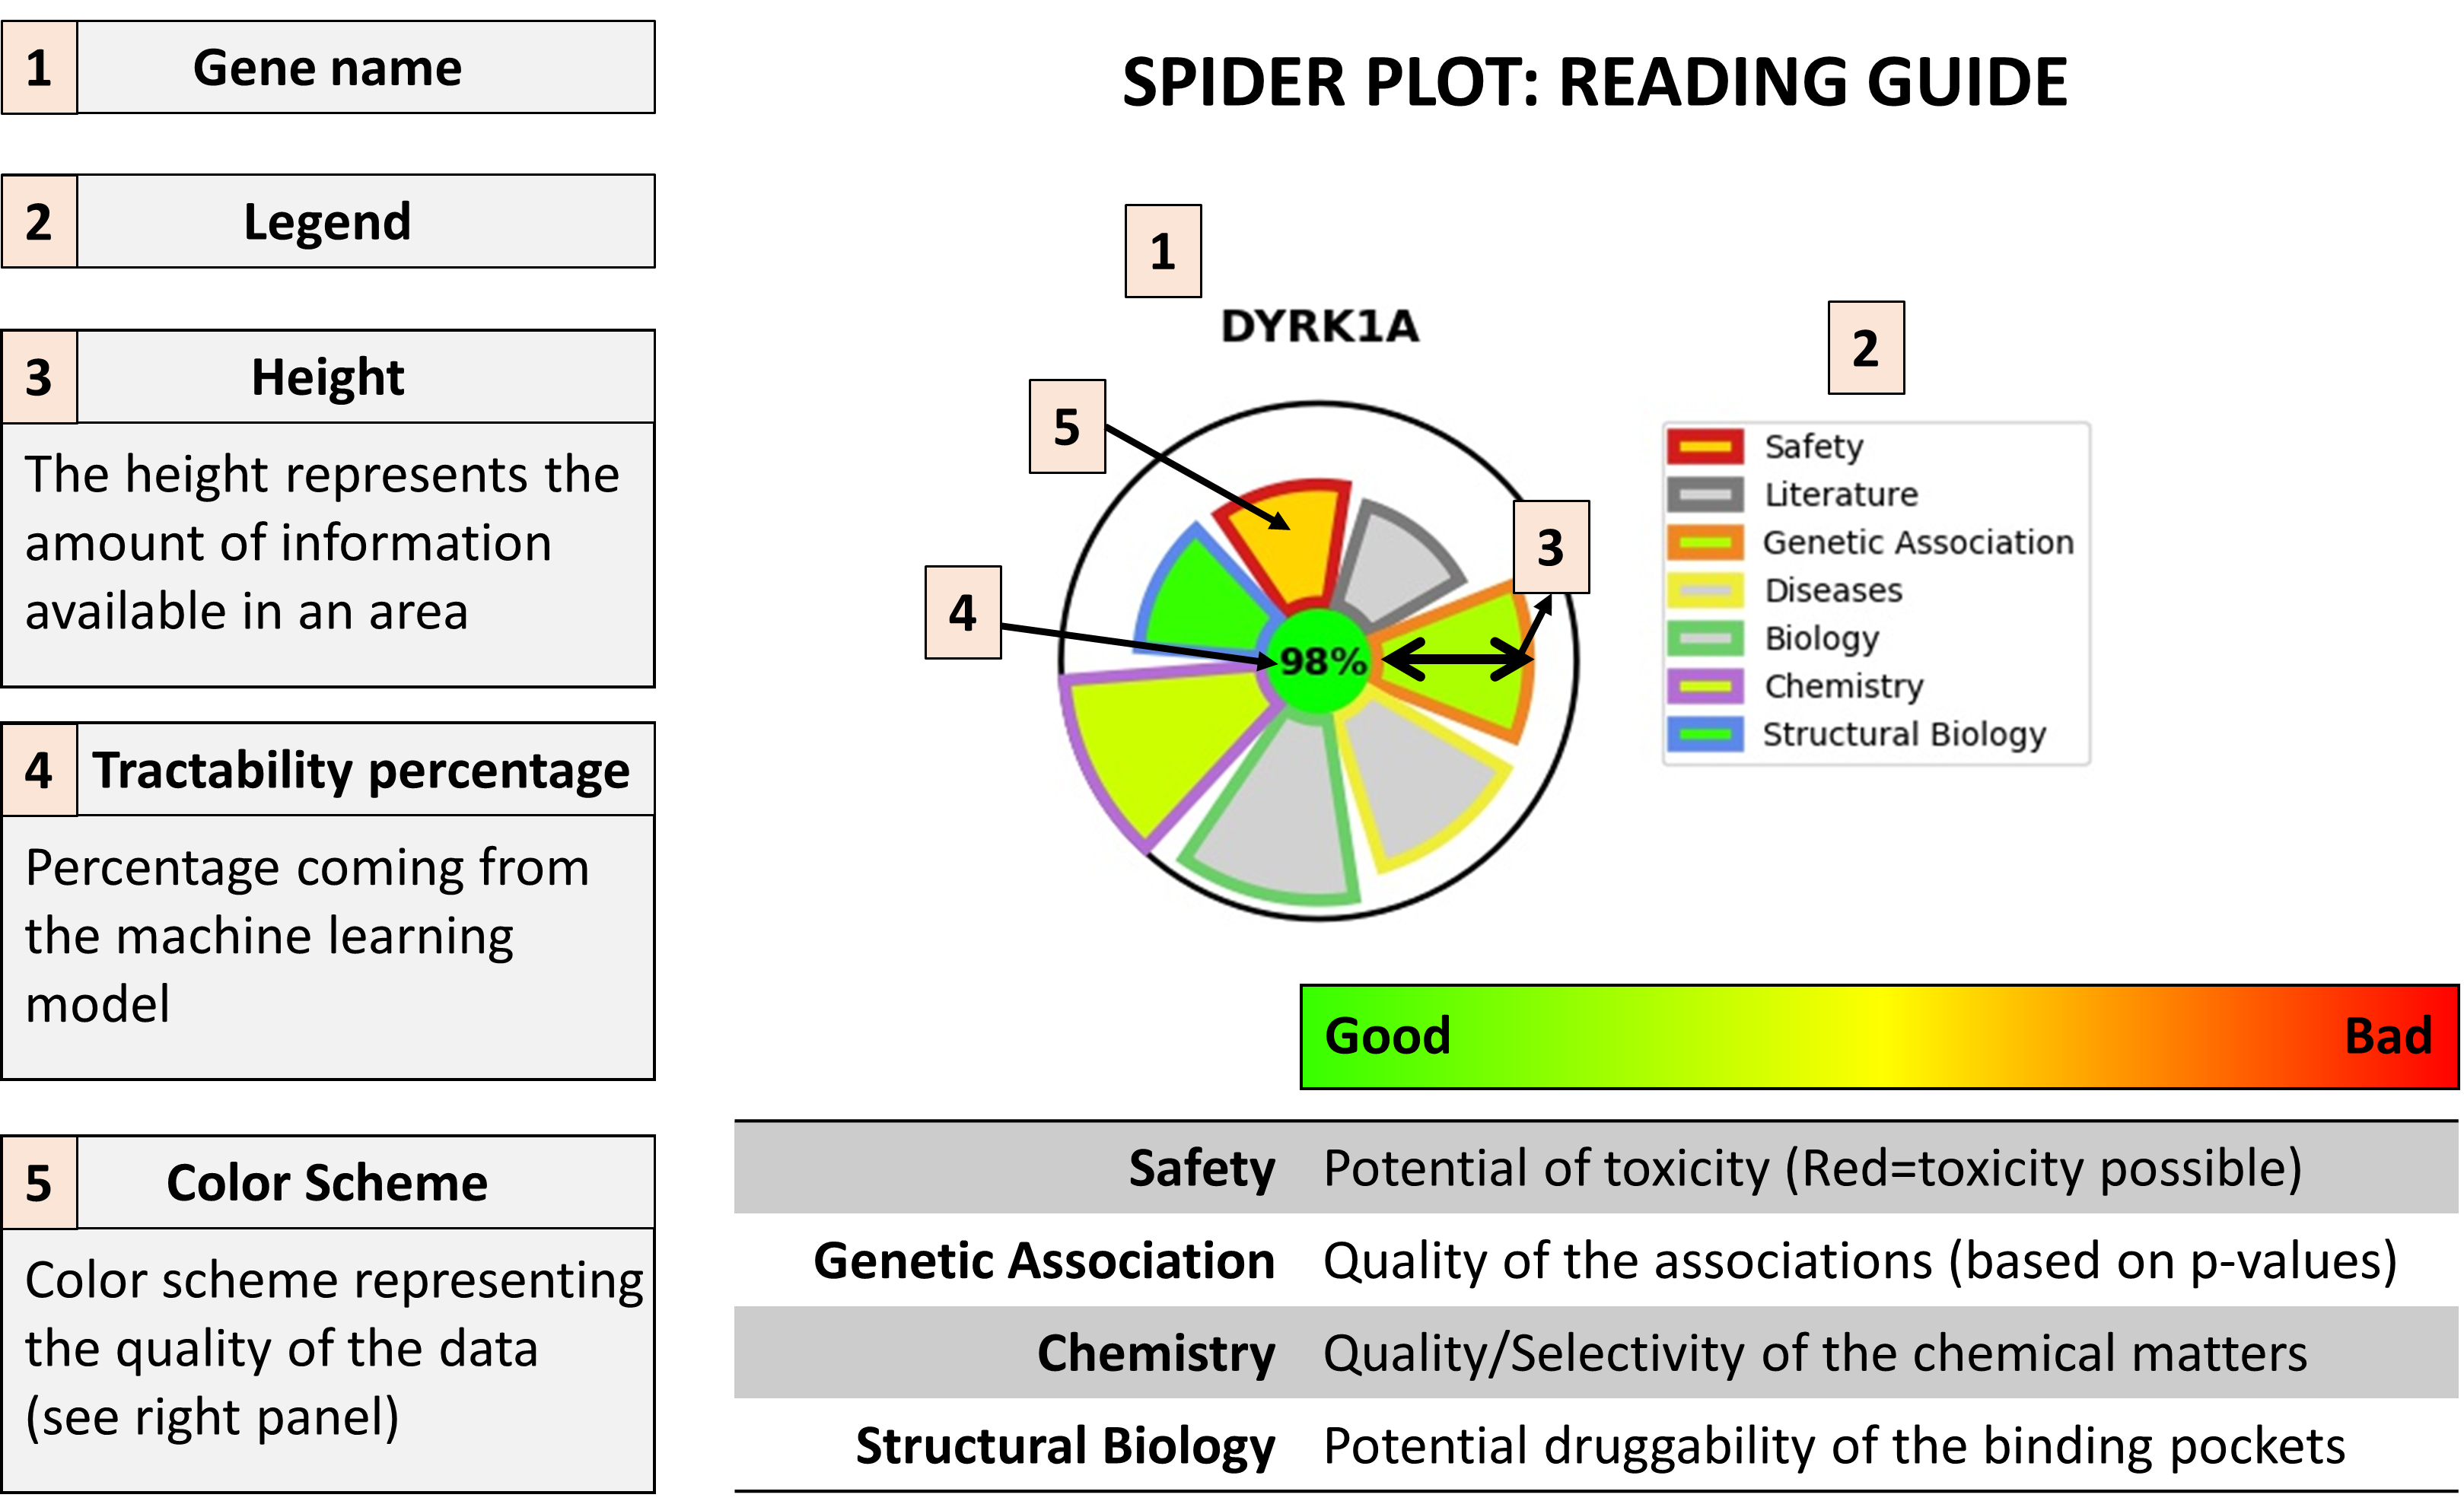 1 Gene name
2 Legend
3 Height
The height represents the
amount of information
available in an area
4 Tractability percentage
Percentage coming from
the machine learning
model
5 Color Scheme
Color scheme representing
the quality of the data
(see right panel)
SPIDER PLOT: READING GUIDE
1
DYRK1A
2
5
3
4
98%
Safety
Literature
Genetic Association
Diseases
Biology
Chemistry
Structural Biology
Good Bad
Safety Potential of toxicity (Red=toxicity possible)
Genetic Association Quality of the associations (based on p-values)
Chemistry Quality/Selectivity of the chemical matters
Structural Biology Potential druggability of the binding pockets